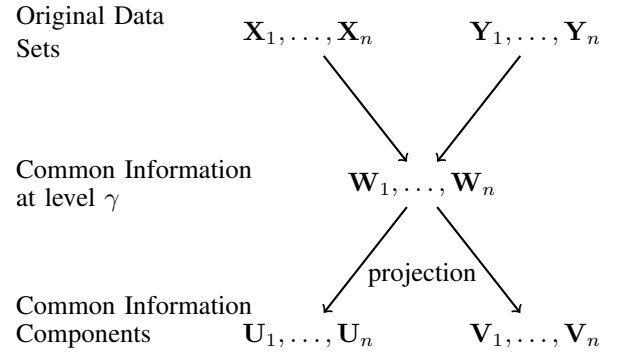 Original Data
Sets
X₁, . . . , Xₙ
Y₁, . . . , Yₙ
Common Information
at level γ
W₁, . . . , Wₙ
projection
Common Information
Components
U₁, . . . , Uₙ
V₁, . . . , Vₙ